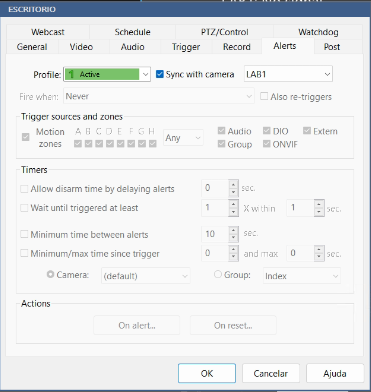 ESCRITORIO
Webcast Schedule PTZ/Control Watchdog
General Video Audio Trigger Record Alerts Post
Profile: 1 Active Sync with camera LAB1
Fire when: Never Also re-triggers
Trigger sources and zones
Motion zones A B C D E F G H Any Audio DIO Extern
Group ONVIF
Timers
Allow disarm time by delaying alerts 0 sec.
Wait until triggered at least 1 X within 1 sec.
Minimum time between alerts 10 sec.
Minimum/max time since trigger 0 and max 0 sec.
Camera: (default) Group: Index
Actions
On alert... On reset...
OK Cancelar Ajuda